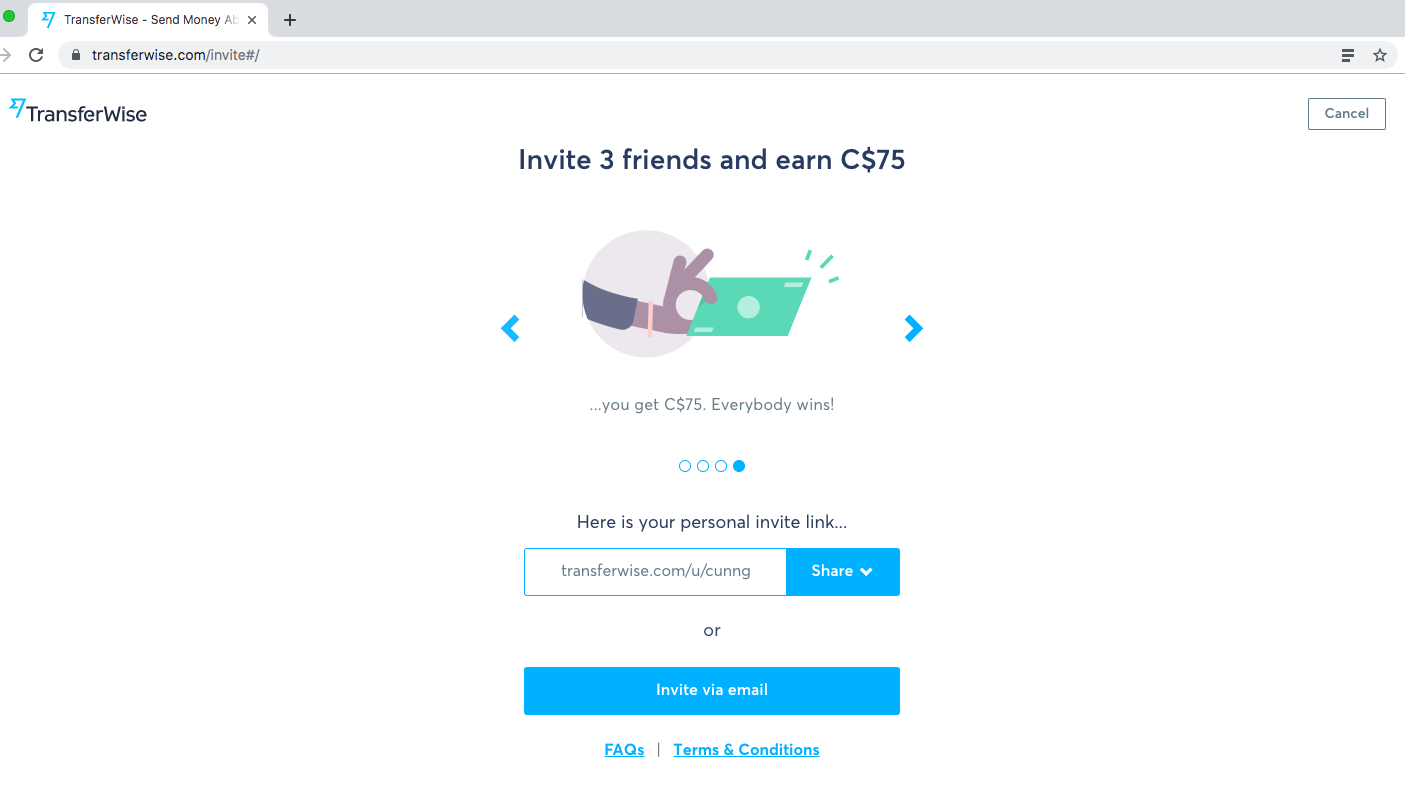 TransferWise - Send Money Ab
transferwise.com/invite#/
TransferWise
Cancel
Invite 3 friends and earn C$75
...you get C$75. Everybody wins!
Here is your personal invite link...
transferwise.com/u/cunng
Share
or
Invite via email
FAQs | Terms & Conditions